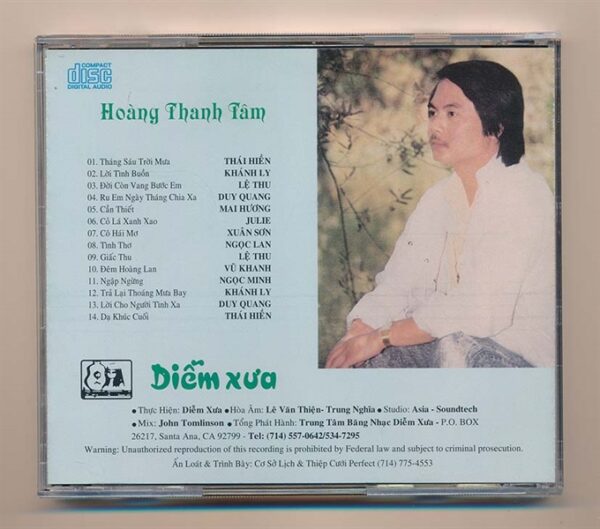 COMPACT
disc
DIGITAL AUDIO
Hoàng Thanh Tâm
01. Tháng Sáu Trời Mưa THÁI HIỀN
02. Lời Tình Buồn KHÁNH LY
03. Đời Còn Vang Bước Em LỆ THU
04. Ru Em Ngày Tháng Chia Xa DUY QUANG
05. Cần Thiết MAI HƯƠNG
06. Cỏ Lá Xanh Xao JULIE
07. Cô Hái Mơ XUÂN SƠN
08. Tình Thơ NGỌC LAN
09. Giấc Thu LỆ THU
10. Đêm Hoàng Lan VŨ KHANH
11. Ngập Ngừng NGỌC MINH
12. Trả Lại Thoáng Mưa Bay KHÁNH LY
13. Lời Cho Người Tình Xa DUY QUANG
14. Dạ Khúc Cuối THÁI HIỀN
Diễm xưa
● Thực Hiện: Diễm Xưa ● Hòa Âm: Lê Văn Thiện- Trung Nghĩa ● Studio: Asia - Soundtech
● Mix: John Tomlinson ● Tổng Phát Hành: Trung Tâm Băng Nhạc Diễm Xưa - P.O. BOX
26217, Santa Ana, CA 92799 - Tel: (714) 557-0642/534-7295
Warning: Unauthorized reproduction of this recording is prohibited by Federal law and subject to criminal prosecution.
Ấn Loát & Trình Bày: Cơ Sở Lịch & Thiệp Cưới Perfect (714) 775-4553